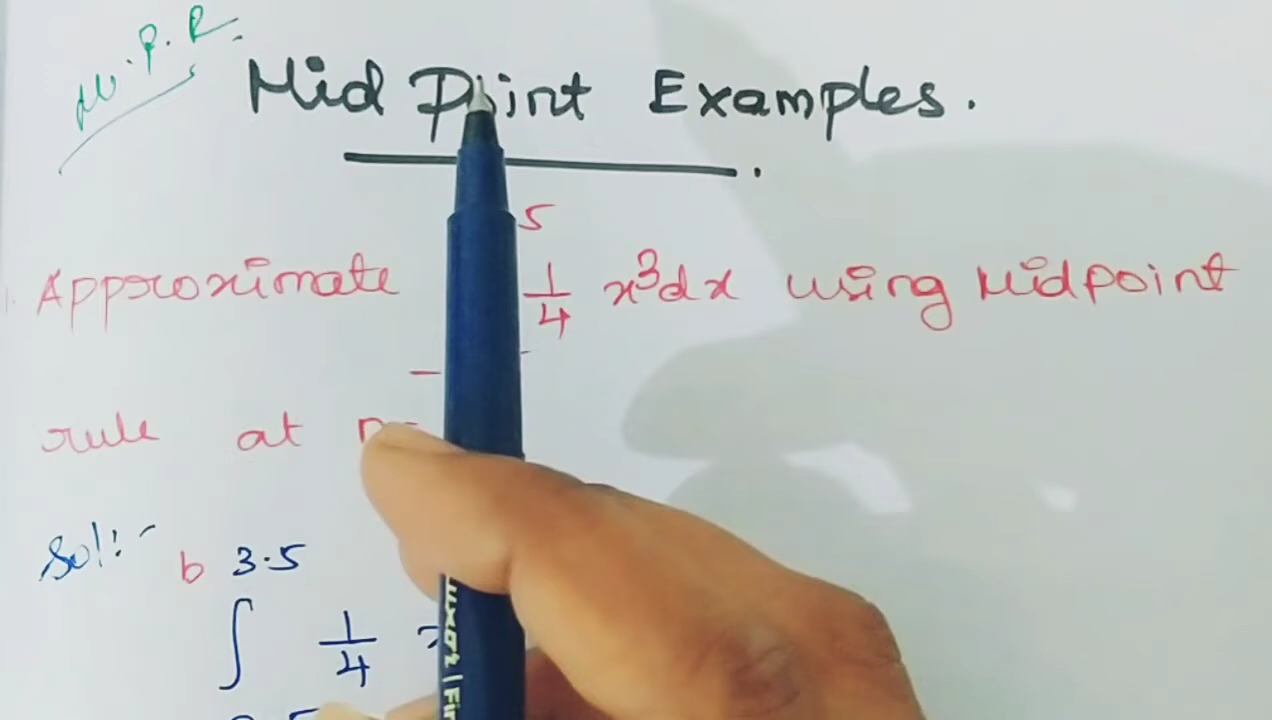 M.P.R.
Mid Point Examples.
5
Approximate 1/4 x³dx using Midpoint
rule at
Sol:-
b 3.5
∫ 1/4